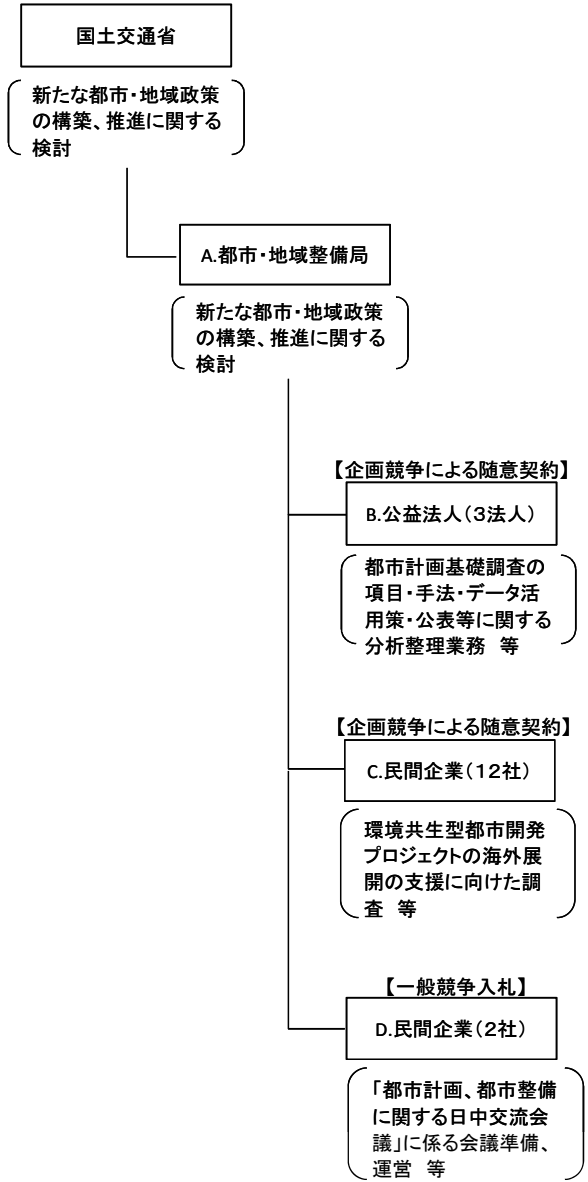 国土交通省
新たな都市・地域政策
の構築、推進に関する
検討
A.都市・地域整備局
新たな都市・地域政策
の構築、推進に関する
検討
【企画競争による随意契約】
B.公益法人（３法人）
都市計画基礎調査の
項目・手法・データ活
用策・公表等に関する
分析整理業務　等
【企画競争による随意契約】
C.民間企業（１２社）
環境共生型都市開発
プロジェクトの海外展
開の支援に向けた調
査　等
【一般競争入札】
D.民間企業（２社）
「都市計画、都市整備
に関する日中交流会
議」に係る会議準備、
運営　等